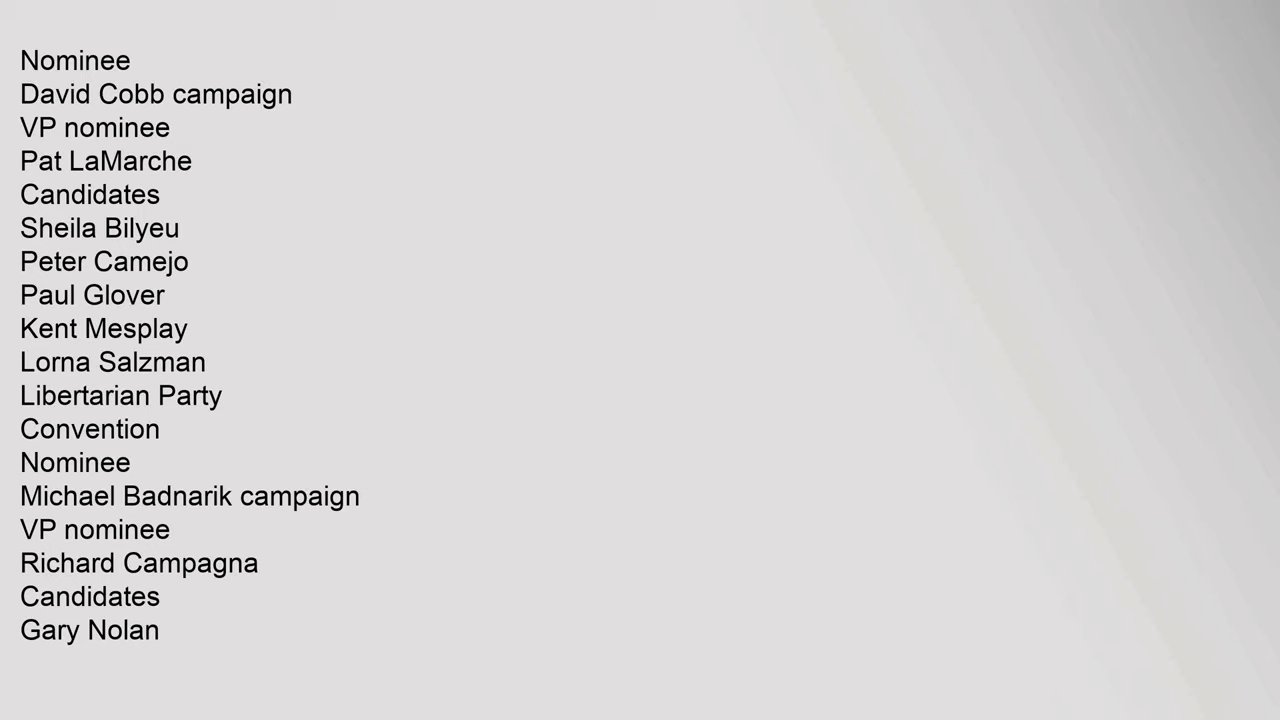 Nominee
David Cobb campaign
VP nominee
Pat LaMarche
Candidates
Sheila Bilyeu
Peter Camejo
Paul Glover
Kent Mesplay
Lorna Salzman
Libertarian Party
Convention
Nominee
Michael Badnarik campaign
VP nominee
Richard Campagna
Candidates
Gary Nolan